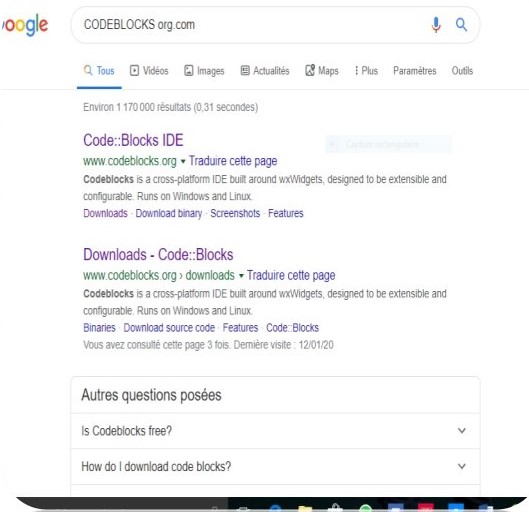 oogle
CODEBLOCKS org.com
Tous Vidéos Images Actualités Maps Plus Paramètres Outils
Environ 1 170 000 résultats (0,31 secondes)
Code::Blocks IDE
www.codeblocks.org ▾ Traduire cette page
Codeblocks is a cross-platform IDE built around wxWidgets, designed to be extensible and
configurable. Runs on Windows and Linux.
Downloads · Download binary · Screenshots · Features
Downloads - Code::Blocks
www.codeblocks.org › downloads ▾ Traduire cette page
Codeblocks is a cross-platform IDE built around wxWidgets, designed to be extensible and
configurable. Runs on Windows and Linux.
Binaries · Download source code · Features · Code::Blocks
Vous avez consulté cette page 3 fois. Dernière visite : 12/01/20
Autres questions posées
Is Codeblocks free?
How do I download code blocks?